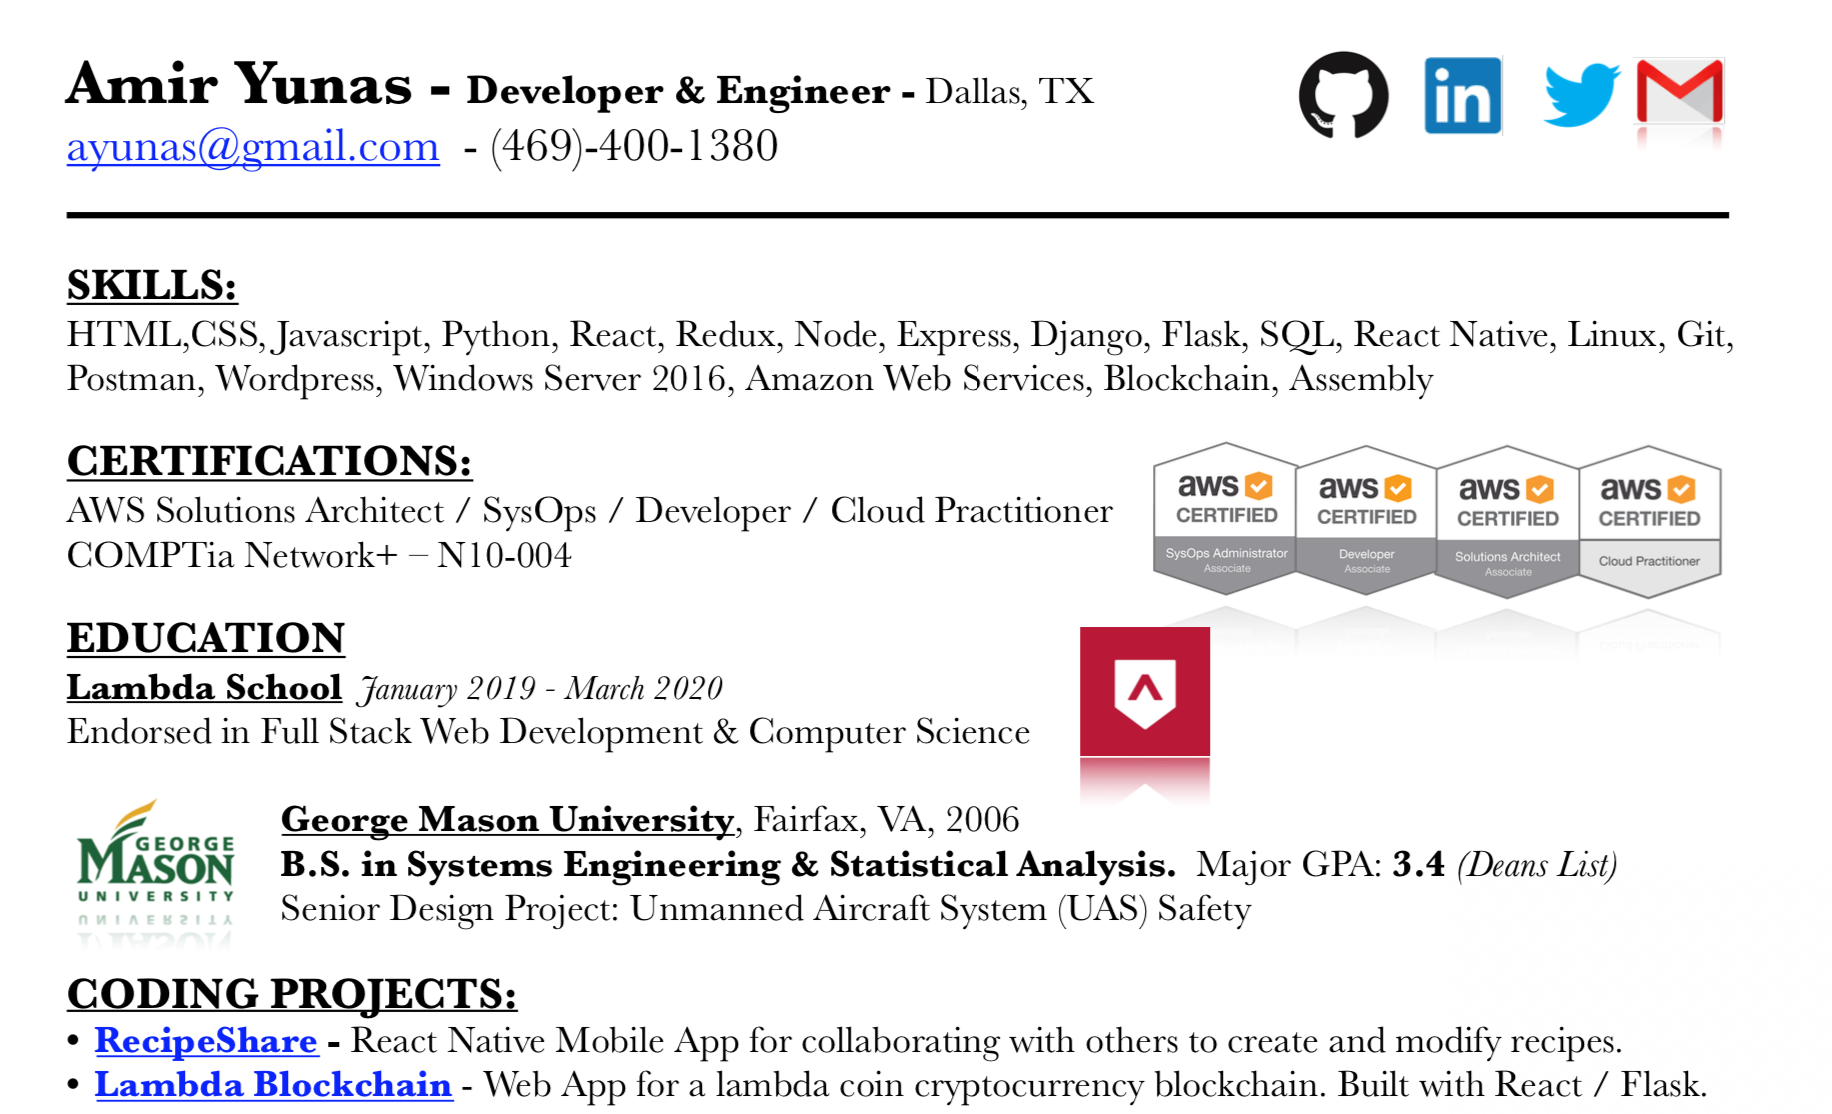 Amir Yunas - Developer & Engineer - Dallas, TX
ayunas@gmail.com - (469)-400-1380
in
SKILLS:
HTML,CSS, Javascript, Python, React, Redux, Node, Express, Django, Flask, SQL, React Native, Linux, Git,
Postman, Wordpress, Windows Server 2016, Amazon Web Services, Blockchain, Assembly
CERTIFICATIONS:
AWS Solutions Architect / SysOps / Developer / Cloud Practitioner
COMPTia Network+ – N10-004
aws CERTIFIED
SysOps Administrator
Associate
aws CERTIFIED
Developer
Associate
aws CERTIFIED
Solutions Architect
Associate
aws CERTIFIED
Cloud Practitioner
EDUCATION
Lambda School January 2019 - March 2020
Endorsed in Full Stack Web Development & Computer Science
GEORGE
MASON
UNIVERSITY
George Mason University, Fairfax, VA, 2006
B.S. in Systems Engineering & Statistical Analysis. Major GPA: 3.4 (Deans List)
Senior Design Project: Unmanned Aircraft System (UAS) Safety
CODING PROJECTS:
• RecipeShare - React Native Mobile App for collaborating with others to create and modify recipes.
• Lambda Blockchain - Web App for a lambda coin cryptocurrency blockchain. Built with React / Flask.